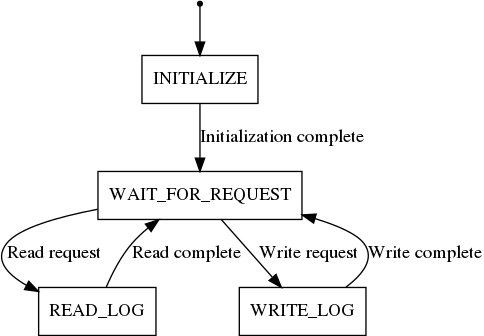 INITIALIZE
Initialization complete
WAIT_FOR_REQUEST
Read request
Read complete
Write request
Write complete
READ_LOG
WRITE_LOG